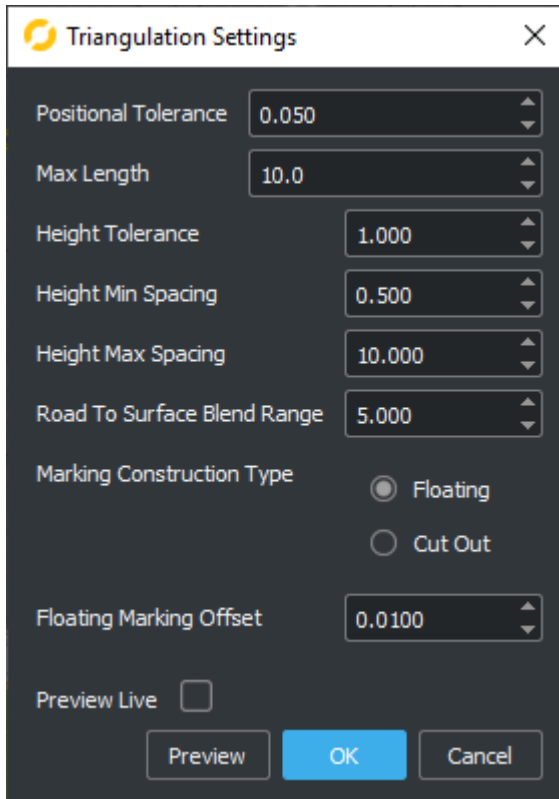 Triangulation Settings
Positional Tolerance 0.050
Max Length 10.0
Height Tolerance 1.000
Height Min Spacing 0.500
Height Max Spacing 10.000
Road To Surface Blend Range 5.000
Marking Construction Type Floating
Cut Out
Floating Marking Offset 0.0100
Preview Live
Preview OK Cancel